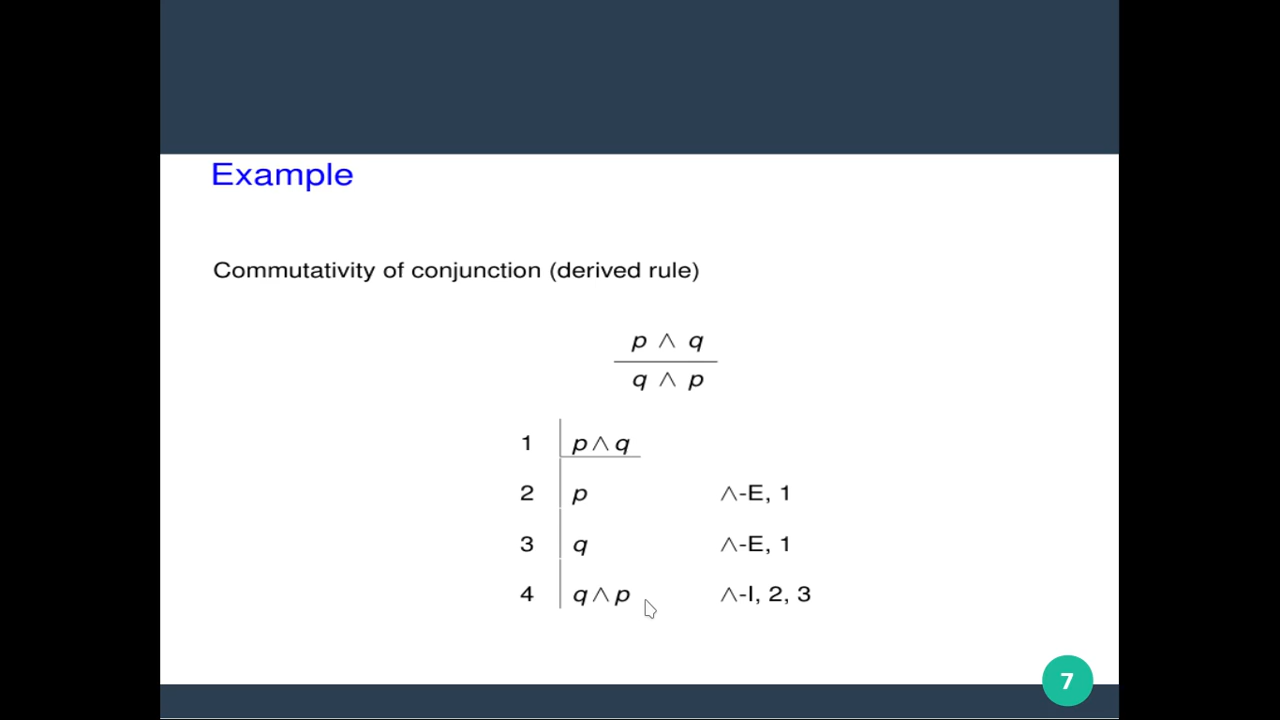 Example
Commutativity of conjunction (derived rule)
p ∧ q
q ∧ p
1 p ∧ q
2 p ∧-E, 1
3 q ∧-E, 1
4 q ∧ p ∧-I, 2, 3
7